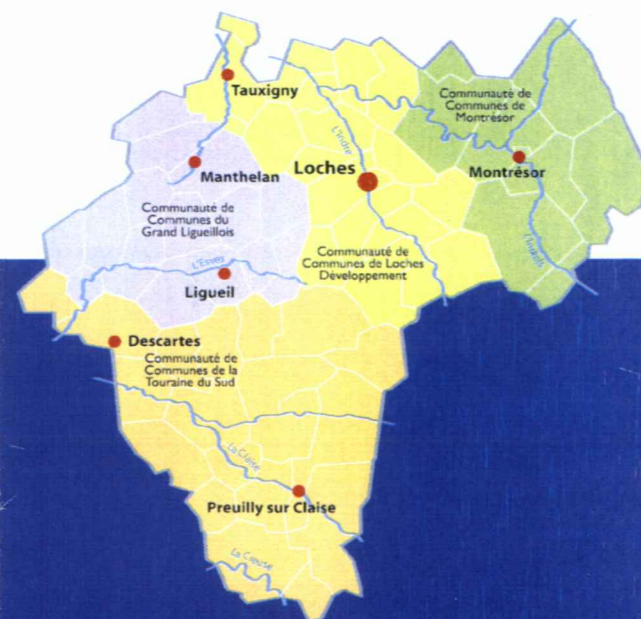 Tauxigny
Communauté de
Communes de
Montrésor
L'Indre
Loches
Montrésor
Manthelan
Communauté de
Communes du
Grand Ligueillois
Communauté de
Communes de Loches
Développement
L'Indrois
L'Esves
Ligueil
Descartes
Communauté de
Communes de la
Touraine du Sud
La Claise
Preuilly sur Claise
La Creuse